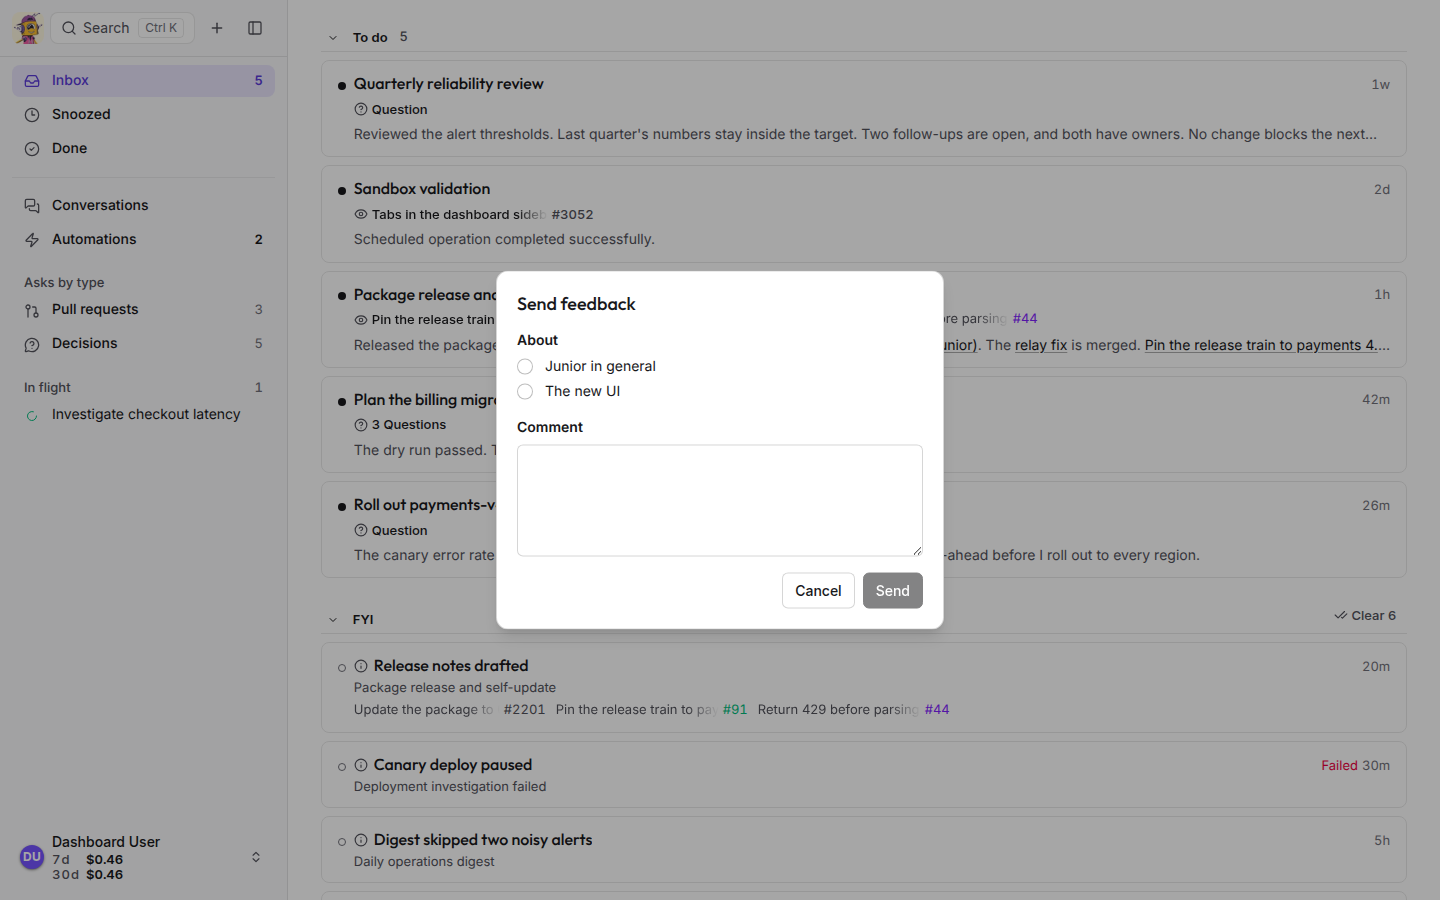 Search Ctrl K
Inbox 5
Snoozed
Done
Conversations
Automations 2
Asks by type
Pull requests 3
Decisions 5
In flight 1
Investigate checkout latency
DU Dashboard User
7d $0.46
30d $0.46
To do 5
Quarterly reliability review 1w
Question
Reviewed the alert thresholds. Last quarter's numbers stay inside the target. Two follow-ups are open, and both have owners. No change blocks the next...
Sandbox validation 2d
Tabs in the dashboard sideb #3052
Scheduled operation completed successfully.
Package release and 1h
Pin the release train re parsing #44
Released the package unior). The relay fix is merged. Pin the release train to payments 4....
Plan the billing migr 42m
3 Questions
The dry run passed. T
Roll out payments-v 26m
Question
The canary error rate -ahead before I roll out to every region.
Send feedback
About
Junior in general
The new UI
Comment
Cancel Send
FYI Clear 6
Release notes drafted 20m
Package release and self-update
Update the package to #2201 Pin the release train to pay #91 Return 429 before parsing #44
Canary deploy paused Failed 30m
Deployment investigation failed
Digest skipped two noisy alerts 5h
Daily operations digest